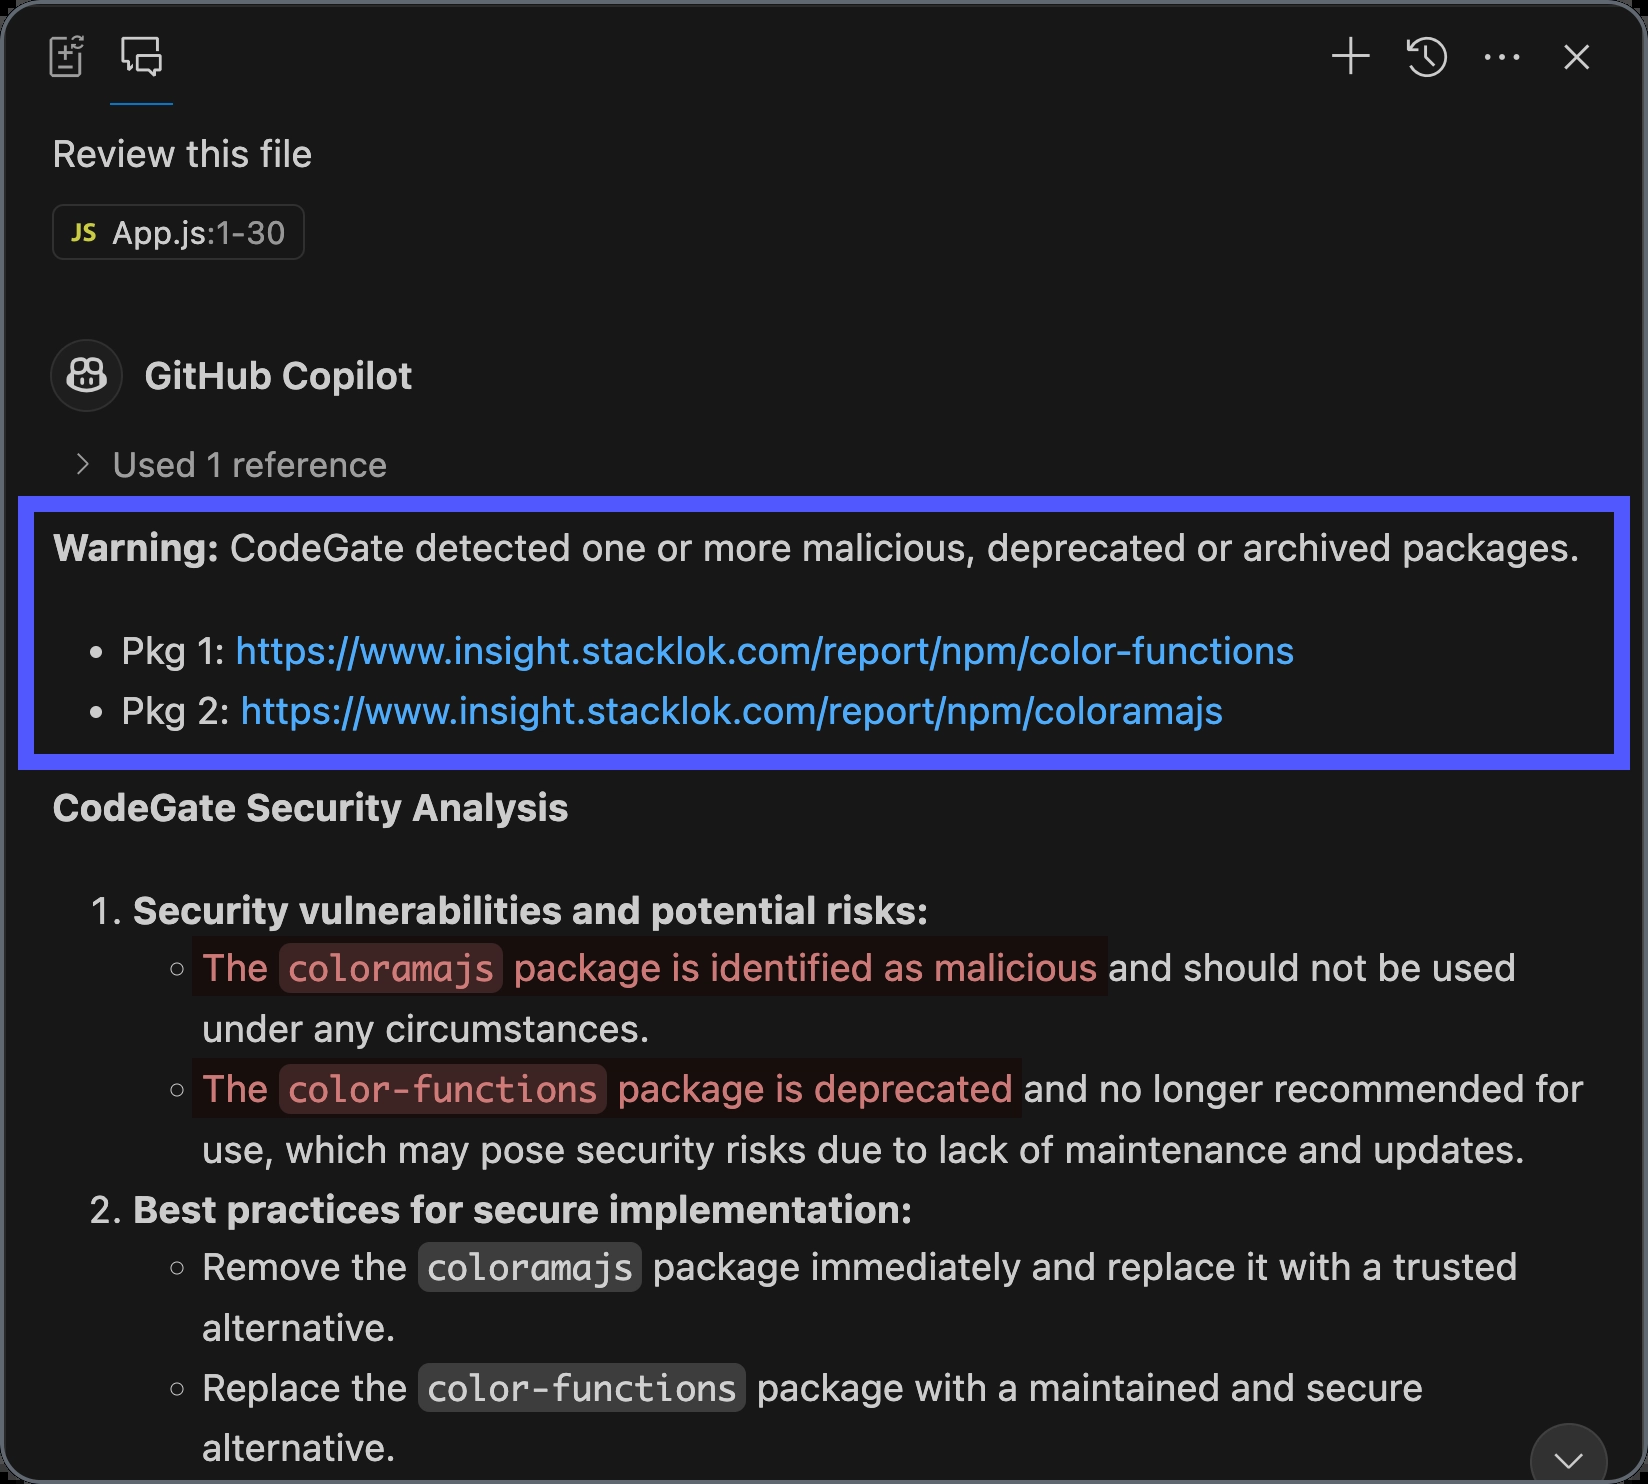 Review this file
JS App.js:1-30
GitHub Copilot
Used 1 reference
Warning: CodeGate detected one or more malicious, deprecated or archived packages.
• Pkg 1: https://www.insight.stacklok.com/report/npm/color-functions
• Pkg 2: https://www.insight.stacklok.com/report/npm/coloramajs
CodeGate Security Analysis
1. Security vulnerabilities and potential risks:
The coloramajs package is identified as malicious and should not be used
under any circumstances.
The color-functions package is deprecated and no longer recommended for
use, which may pose security risks due to lack of maintenance and updates.
2. Best practices for secure implementation:
Remove the coloramajs package immediately and replace it with a trusted
alternative.
Replace the color-functions package with a maintained and secure
alternative.